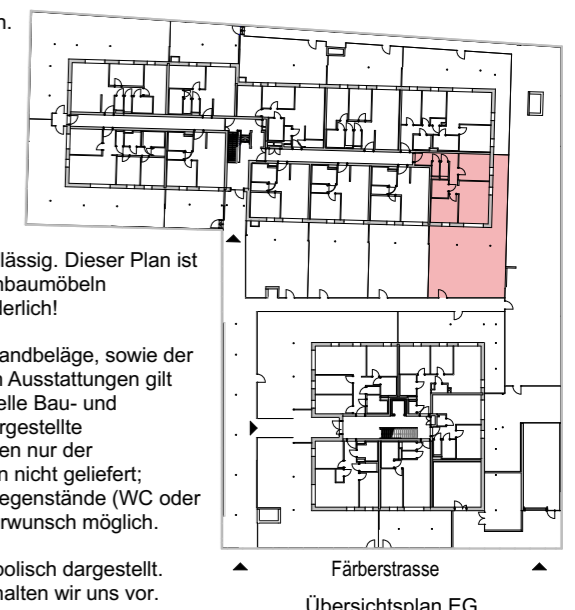 n.
lässig. Dieser Plan ist
nbaumöbeln
derlich!
andbeläge, sowie der
n Ausstattungen gilt
elle Bau- und
rgestellte
en nur der
n nicht geliefert;
egenstände (WC oder
erwunsch möglich.
bolisch dargestellt.
halten wir uns vor.
Färberstrasse
Übersichtsplan EG